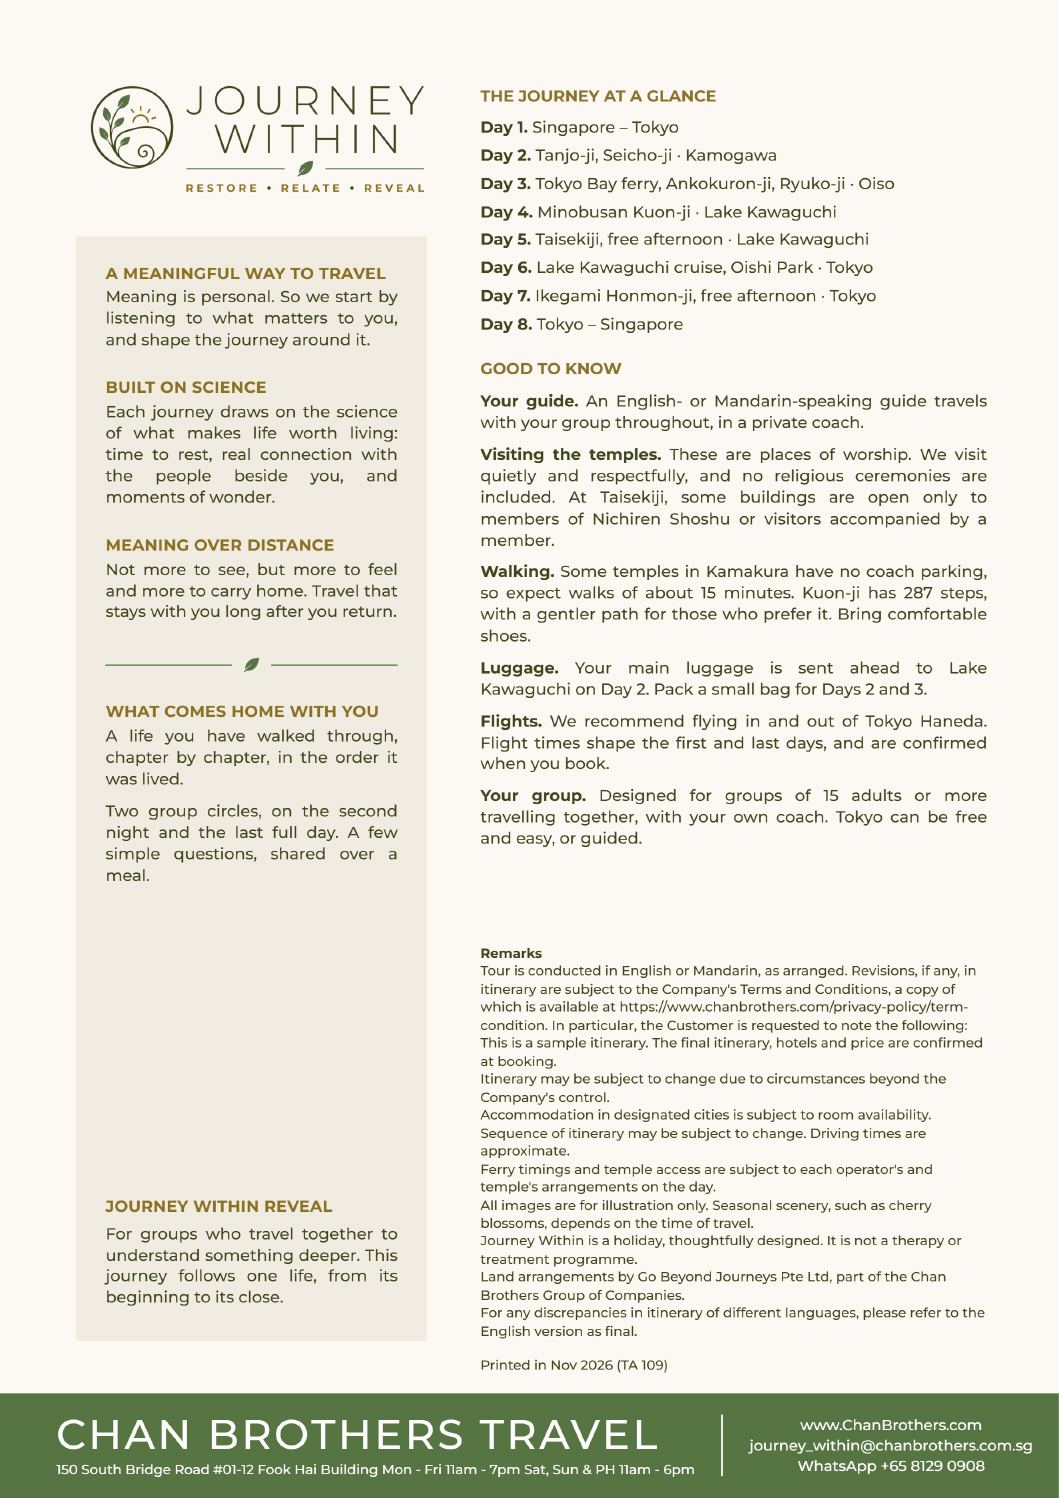 JOURNEY
WITHIN
RESTORE • RELATE • REVEAL
A MEANINGFUL WAY TO TRAVEL
Meaning is personal. So we start by
listening to what matters to you,
and shape the journey around it.
BUILT ON SCIENCE
Each journey draws on the science
of what makes life worth living:
time to rest, real connection with
the people beside you, and
moments of wonder.
MEANING OVER DISTANCE
Not more to see, but more to feel
and more to carry home. Travel that
stays with you long after you return.
WHAT COMES HOME WITH YOU
A life you have walked through,
chapter by chapter, in the order it
was lived.
Two group circles, on the second
night and the last full day. A few
simple questions, shared over a
meal.
JOURNEY WITHIN REVEAL
For groups who travel together to
understand something deeper. This
journey follows one life, from its
beginning to its close.
THE JOURNEY AT A GLANCE
Day 1. Singapore – Tokyo
Day 2. Tanjo-ji, Seicho-ji · Kamogawa
Day 3. Tokyo Bay ferry, Ankokuron-ji, Ryuko-ji · Oiso
Day 4. Minobusan Kuon-ji · Lake Kawaguchi
Day 5. Taisekiji, free afternoon · Lake Kawaguchi
Day 6. Lake Kawaguchi cruise, Oishi Park · Tokyo
Day 7. Ikegami Honmon-ji, free afternoon · Tokyo
Day 8. Tokyo – Singapore
GOOD TO KNOW
Your guide. An English- or Mandarin-speaking guide travels
with your group throughout, in a private coach.
Visiting the temples. These are places of worship. We visit
quietly and respectfully, and no religious ceremonies are
included. At Taisekiji, some buildings are open only to
members of Nichiren Shoshu or visitors accompanied by a
member.
Walking. Some temples in Kamakura have no coach parking,
so expect walks of about 15 minutes. Kuon-ji has 287 steps,
with a gentler path for those who prefer it. Bring comfortable
shoes.
Luggage. Your main luggage is sent ahead to Lake
Kawaguchi on Day 2. Pack a small bag for Days 2 and 3.
Flights. We recommend flying in and out of Tokyo Haneda.
Flight times shape the first and last days, and are confirmed
when you book.
Your group. Designed for groups of 15 adults or more
travelling together, with your own coach. Tokyo can be free
and easy, or guided.
Remarks
Tour is conducted in English or Mandarin, as arranged. Revisions, if any, in
itinerary are subject to the Company's Terms and Conditions, a copy of
which is available at https://www.chanbrothers.com/privacy-policy/term-
condition. In particular, the Customer is requested to note the following:
This is a sample itinerary. The final itinerary, hotels and price are confirmed
at booking.
Itinerary may be subject to change due to circumstances beyond the
Company's control.
Accommodation in designated cities is subject to room availability.
Sequence of itinerary may be subject to change. Driving times are
approximate.
Ferry timings and temple access are subject to each operator's and
temple's arrangements on the day.
All images are for illustration only. Seasonal scenery, such as cherry
blossoms, depends on the time of travel.
Journey Within is a holiday, thoughtfully designed. It is not a therapy or
treatment programme.
Land arrangements by Go Beyond Journeys Pte Ltd, part of the Chan
Brothers Group of Companies.
For any discrepancies in itinerary of different languages, please refer to the
English version as final.
Printed in Nov 2026 (TA 109)
CHAN BROTHERS TRAVEL
150 South Bridge Road #01-12 Fook Hai Building Mon - Fri 11am - 7pm Sat, Sun & PH 11am - 6pm
www.ChanBrothers.com
journey_within@chanbrothers.com.sg
WhatsApp +65 8129 0908